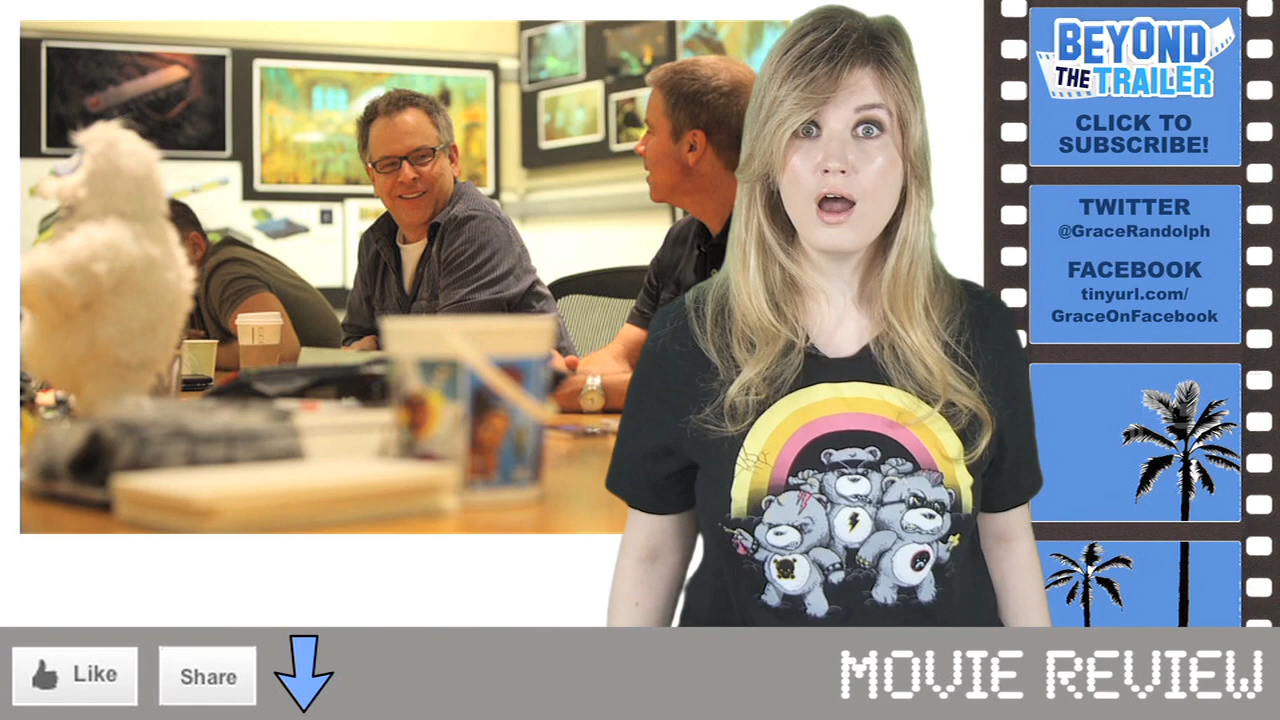 BEYOND
THE TRAILER
CLICK TO
SUBSCRIBE!
TWITTER
@GraceRandolph
FACEBOOK
tinyurl.com/
GraceOnFacebook
Like
Share
MOVIE REVIEW